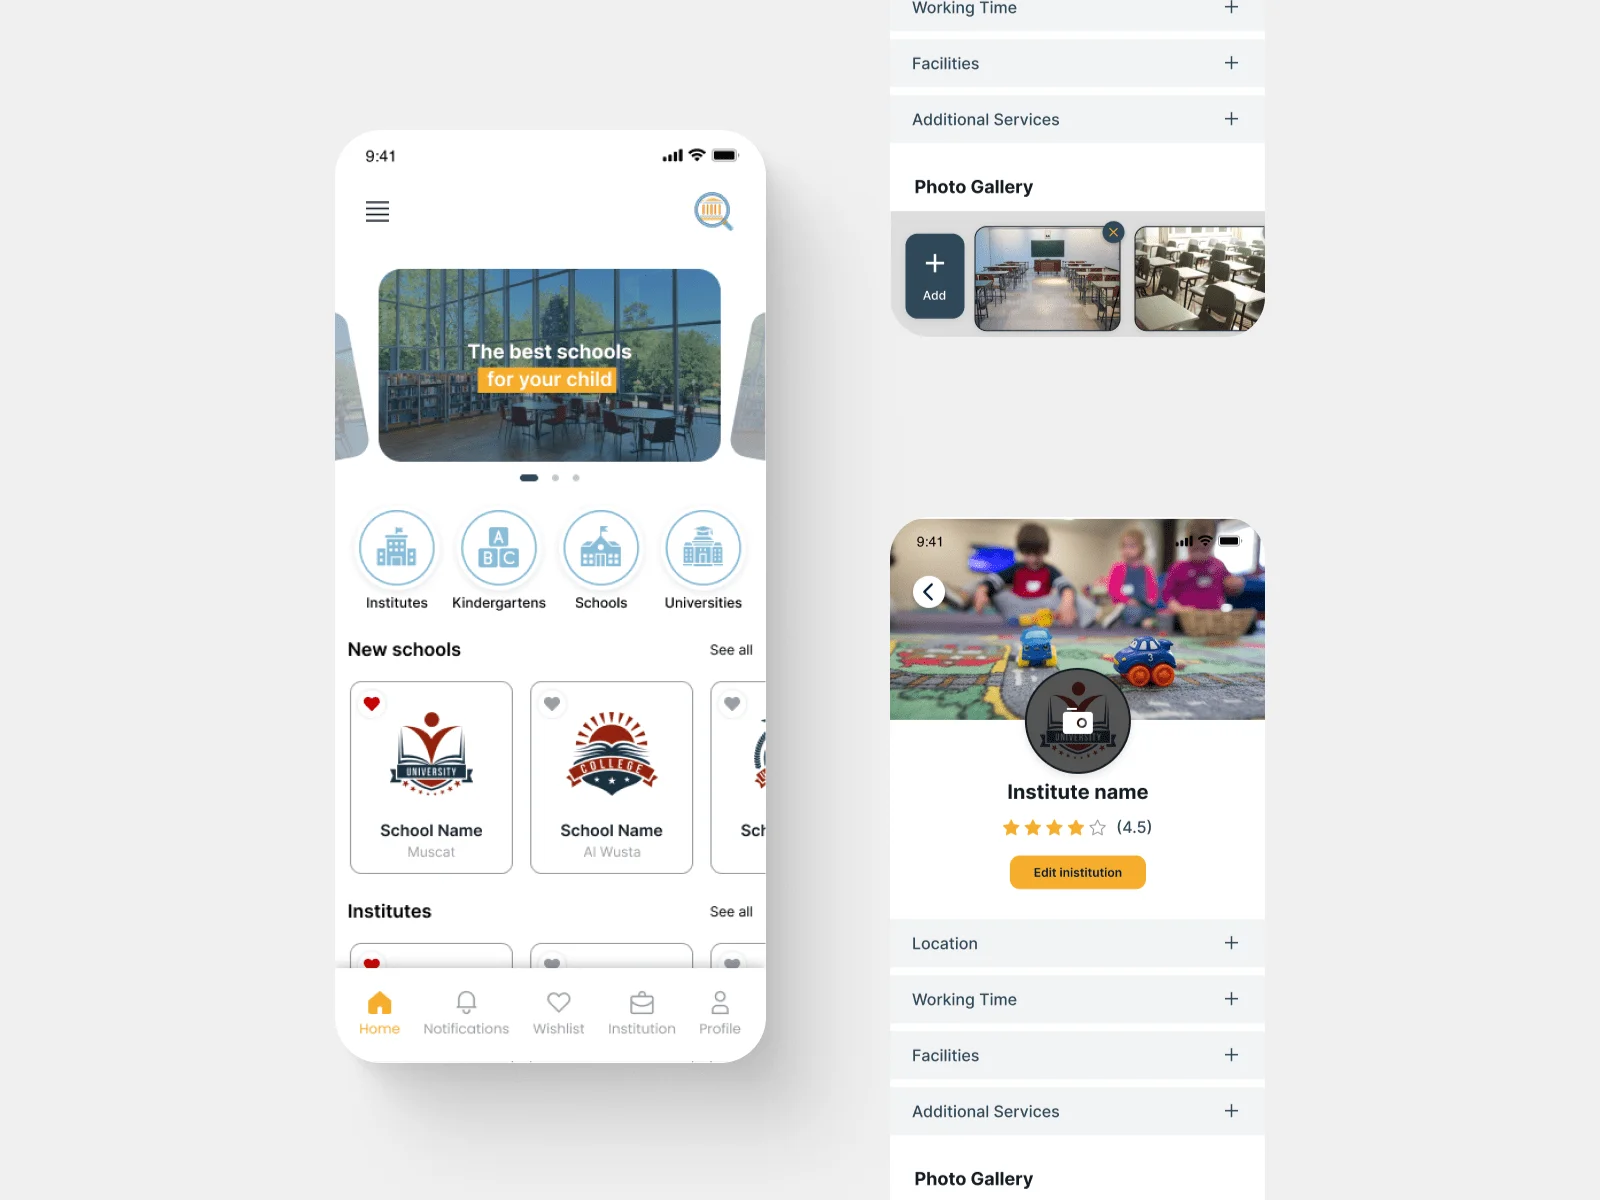 9:41
The best schools
for your child
Institutes
A
B C
Kindergartens
Schools
Universities
New schools
See all
UNIVERSITY
School Name
Muscat
COLLEGE
School Name
Al Wusta
Sch
Institutes
See all
Home
Notifications
Wishlist
Institution
Profile
Working Time
Facilities
Additional Services
Photo Gallery
Add
9:41
3
UNIVERSITY
Institute name
(4.5)
Edit inistitution
Location
Working Time
Facilities
Additional Services
Photo Gallery